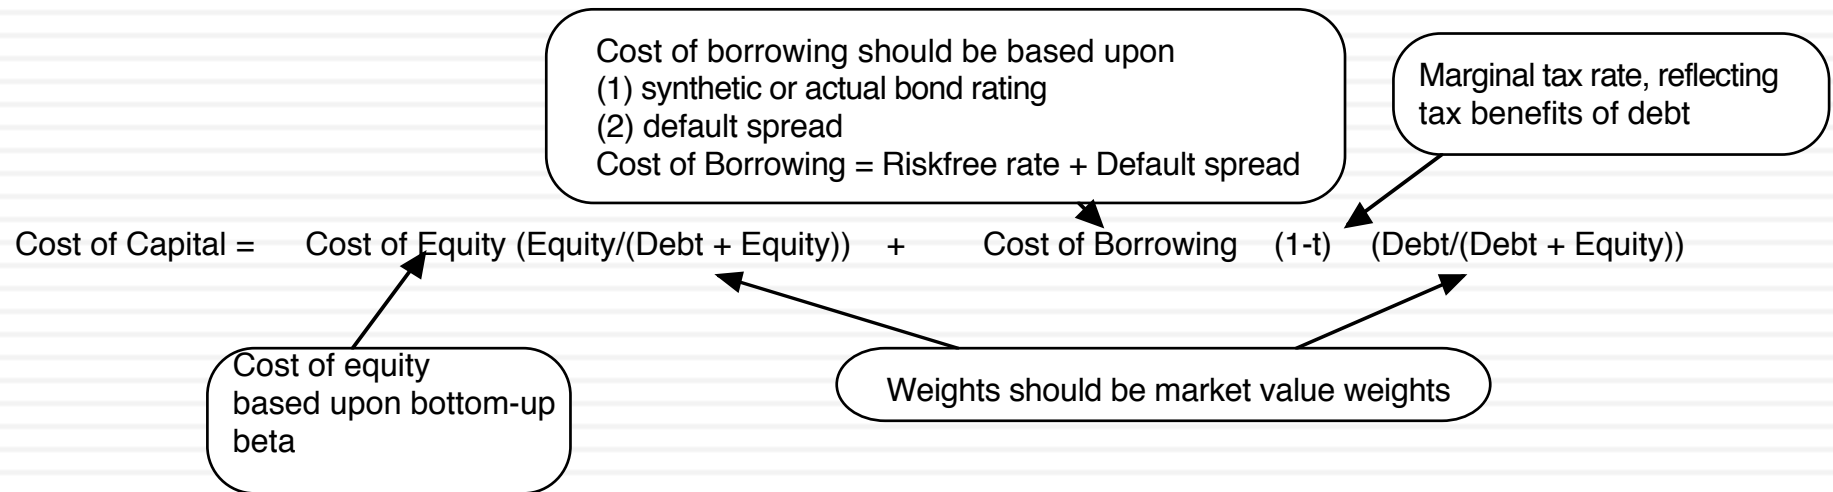 Cost of borrowing should be based upon
(1) synthetic or actual bond rating
(2) default spread
Cost of Borrowing = Riskfree rate + Default spread
Marginal tax rate, reflecting
tax benefits of debt
Cost of Capital = Cost of Equity (Equity/(Debt + Equity)) + Cost of Borrowing (1-t) (Debt/(Debt + Equity))
Cost of equity
based upon bottom-up
beta
Weights should be market value weights